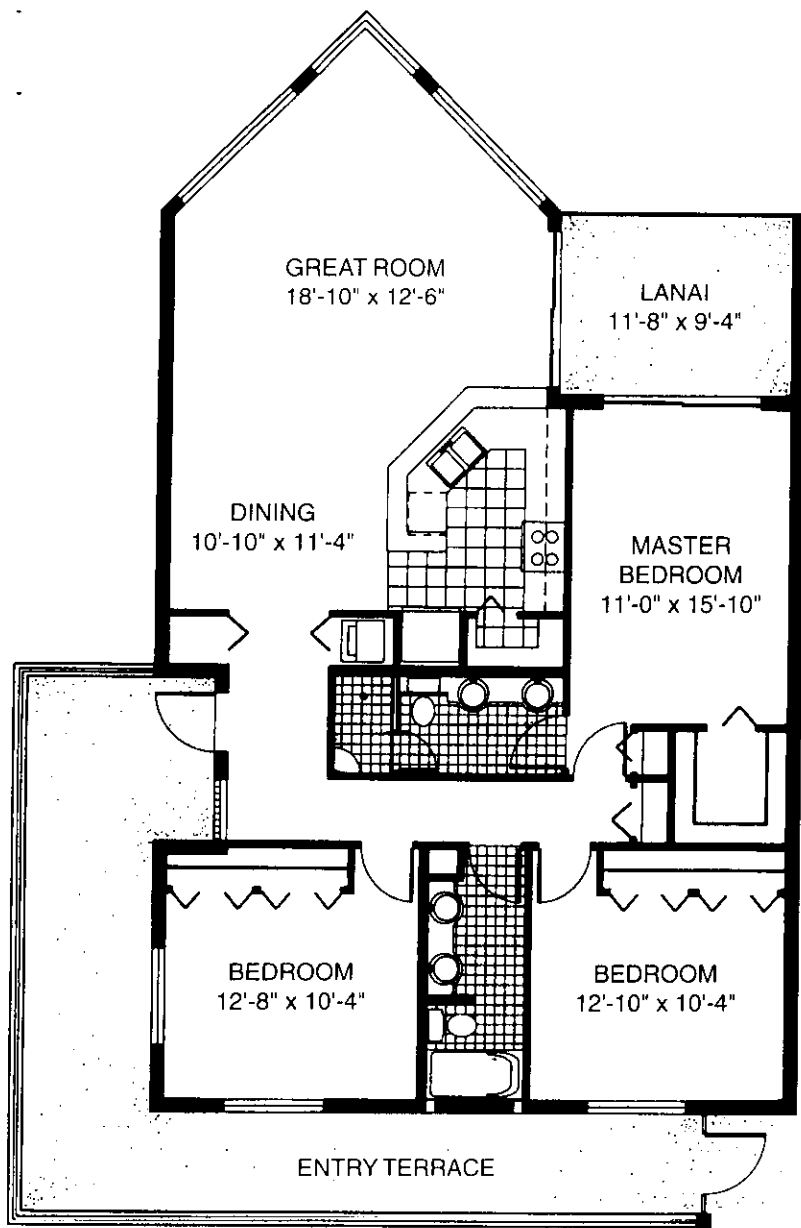 GREAT ROOM
18'-10" x 12'-6"
LANAI
11'-8" x 9'-4"
DINING
10'-10" x 11'-4"
MASTER
BEDROOM
11'-0" x 15'-10"
BEDROOM
12'-8" x 10'-4"
BEDROOM
12'-10" x 10'-4"
ENTRY TERRACE